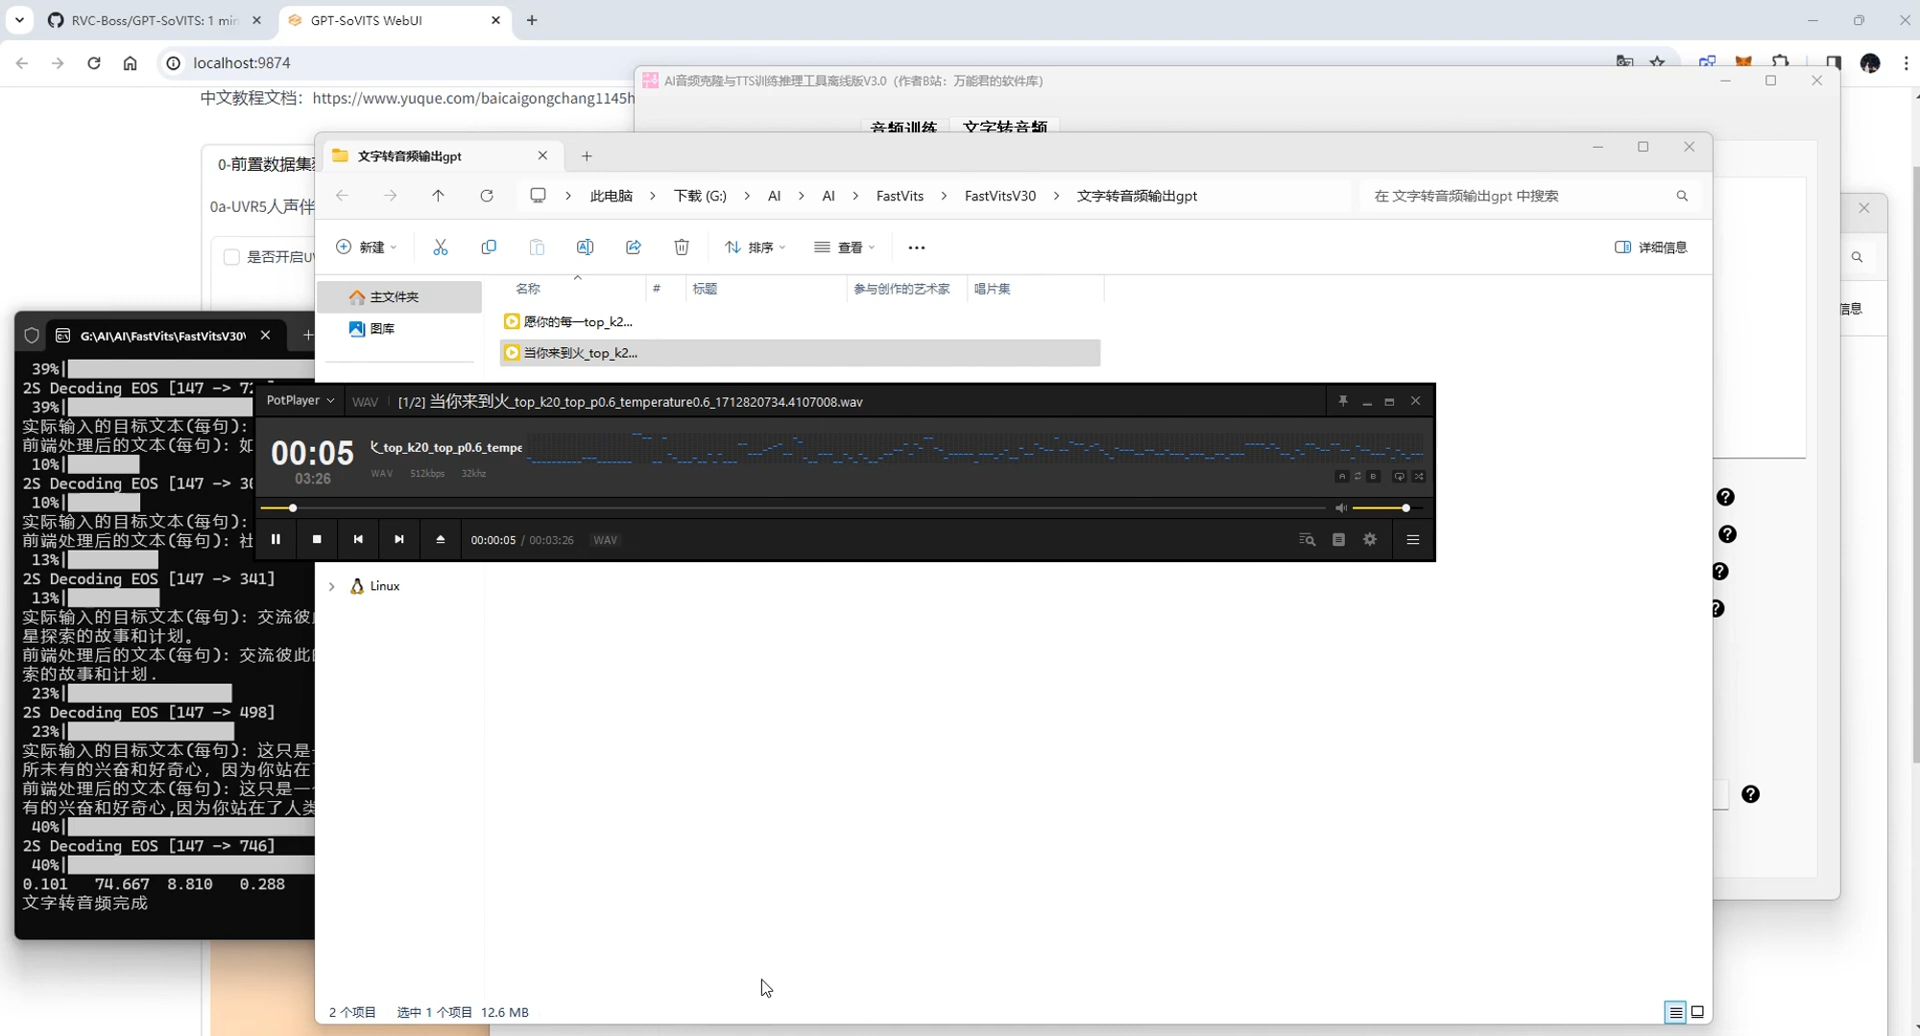 RVC-Boss/GPT-SoVITS: 1 min
GPT-SoVITS WebUI
localhost:9874
中文教程文档：https://www.yuque.com/baicaigongchang1145h
AI音频克隆与TTS训练推理工具离线版V3.0（作者B站：万能君的软件库）
音频训练
文字转音频
0-前置数据集
0a-UVR5人声伴
是否开启UV
文字转音频输出gpt
此电脑
下载 (G:)
AI
AI
FastVits
FastVitsV30
文字转音频输出gpt
在 文字转音频输出gpt 中搜索
新建
排序
查看
详细信息
信息
主文件夹
图库
Linux
名称
#
标题
参与创作的艺术家
唱片集
愿你的每一top_k2...
当你来到火_top_k2...
G:\AI\AI\FastVits\FastVitsV30\
39%|
2S Decoding EOS [147 -> 72
39%|
实际输入的目标文本(每句)：
前端处理后的文本(每句)：如
10%|
2S Decoding EOS [147 -> 30
10%|
实际输入的目标文本(每句)：
前端处理后的文本(每句)：社
13%|
2S Decoding EOS [147 -> 341]
13%|
实际输入的目标文本(每句)：交流彼
星探索的故事和计划。
前端处理后的文本(每句)：交流彼此
索的故事和计划.
23%|
2S Decoding EOS [147 -> 498]
23%|
实际输入的目标文本(每句)：这只是
所未有的兴奋和好奇心，因为你站在
前端处理后的文本(每句)：这只是一
有的兴奋和好奇心,因为你站在了人类
40%|
2S Decoding EOS [147 -> 746]
40%|
0.101 74.667 8.810 0.288
文字转音频完成
PotPlayer
WAV
[1/2] 当你来到火_top_k20_top_p0.6_temperature0.6_1712820734.4107008.wav
00:05
03:26
_top_k20_top_p0.6_tempe
WAV 512kbps 32khz
A
B
00:00:05 / 00:03:26 WAV
2 个项目 选中 1 个项目 12.6 MB